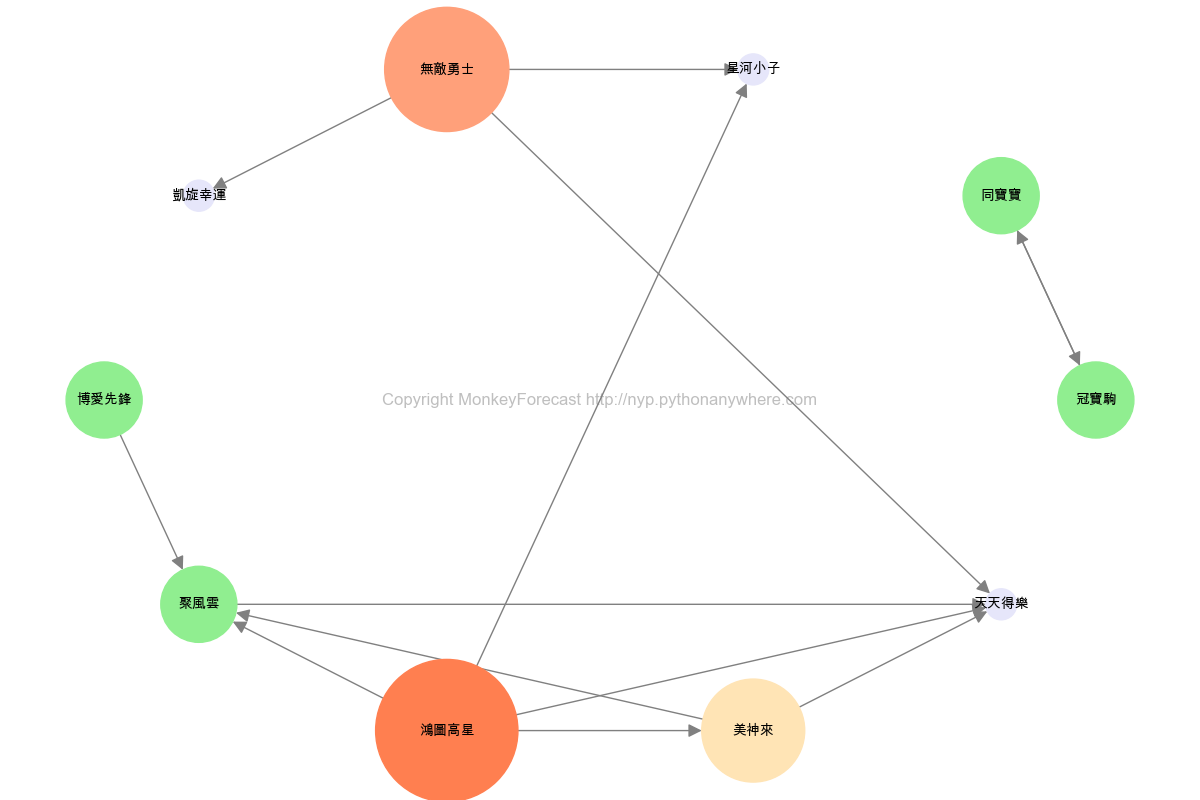 無敵勇士
星河小子
凱旋幸運
同寶寶
博愛先鋒
Copyright MonkeyForecast http://nyp.pythonanywhere.com
冠寶駒
聚風雲
天天得樂
鴻圖高星
美神來